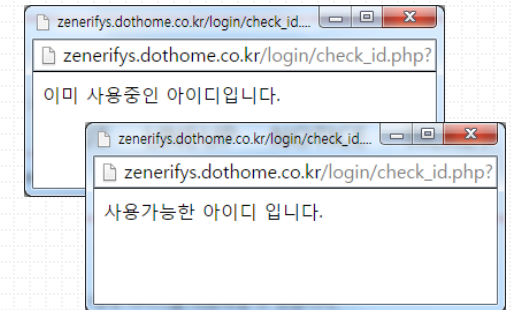 zenerifys.dothome.co.kr/login/check_id....
zenerifys.dothome.co.kr/login/check_id.php?
이미 사용중인 아이디입니다.
zenerifys.dothome.co.kr/login/check_id....
zenerifys.dothome.co.kr/login/check_id.php?
사용가능한 아이디 입니다.